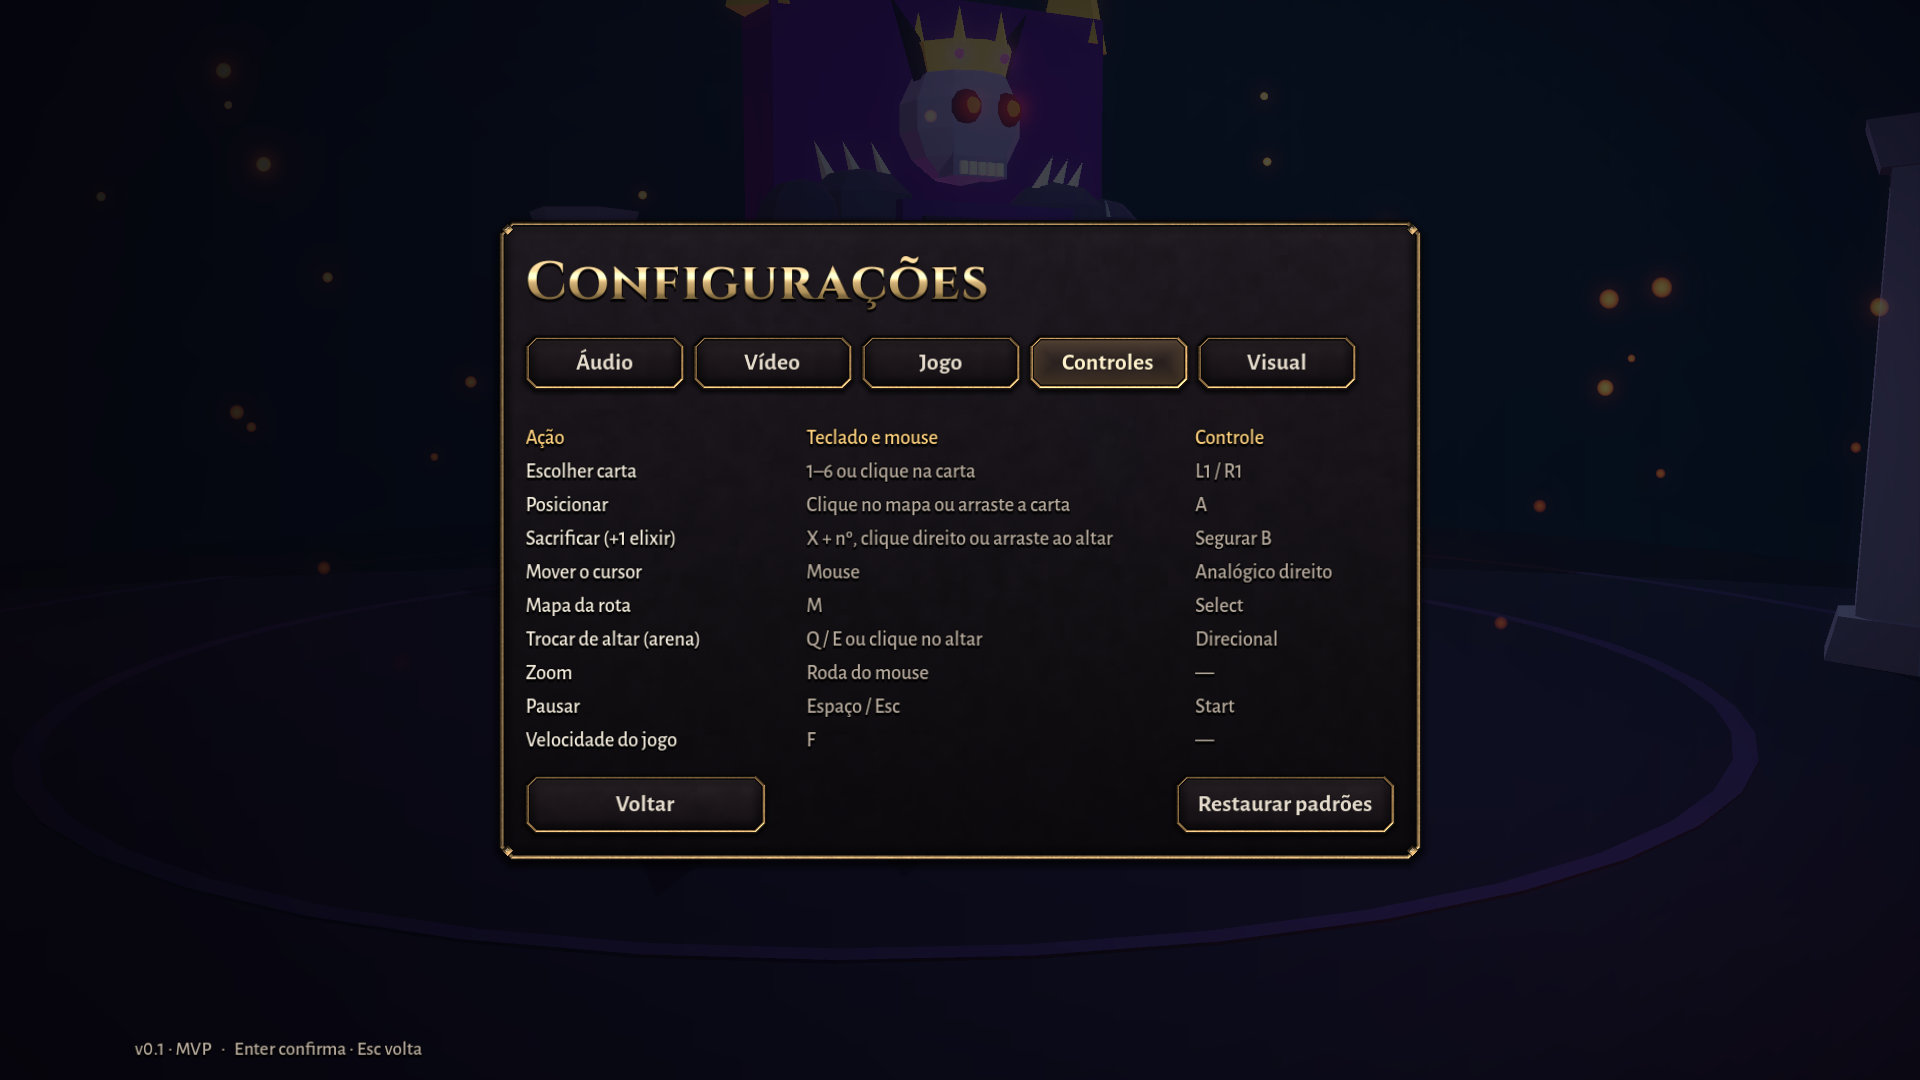 Configurações
Áudio Vídeo Jogo Controles Visual
Ação Teclado e mouse Controle
Escolher carta 1–6 ou clique na carta L1 / R1
Posicionar Clique no mapa ou arraste a carta A
Sacrificar (+1 elixir) X + nº, clique direito ou arraste ao altar Segurar B
Mover o cursor Mouse Analógico direito
Mapa da rota M Select
Trocar de altar (arena) Q / E ou clique no altar Direcional
Zoom Roda do mouse —
Pausar Espaço / Esc Start
Velocidade do jogo F —
Voltar Restaurar padrões
v0.1 · MVP · Enter confirma · Esc volta